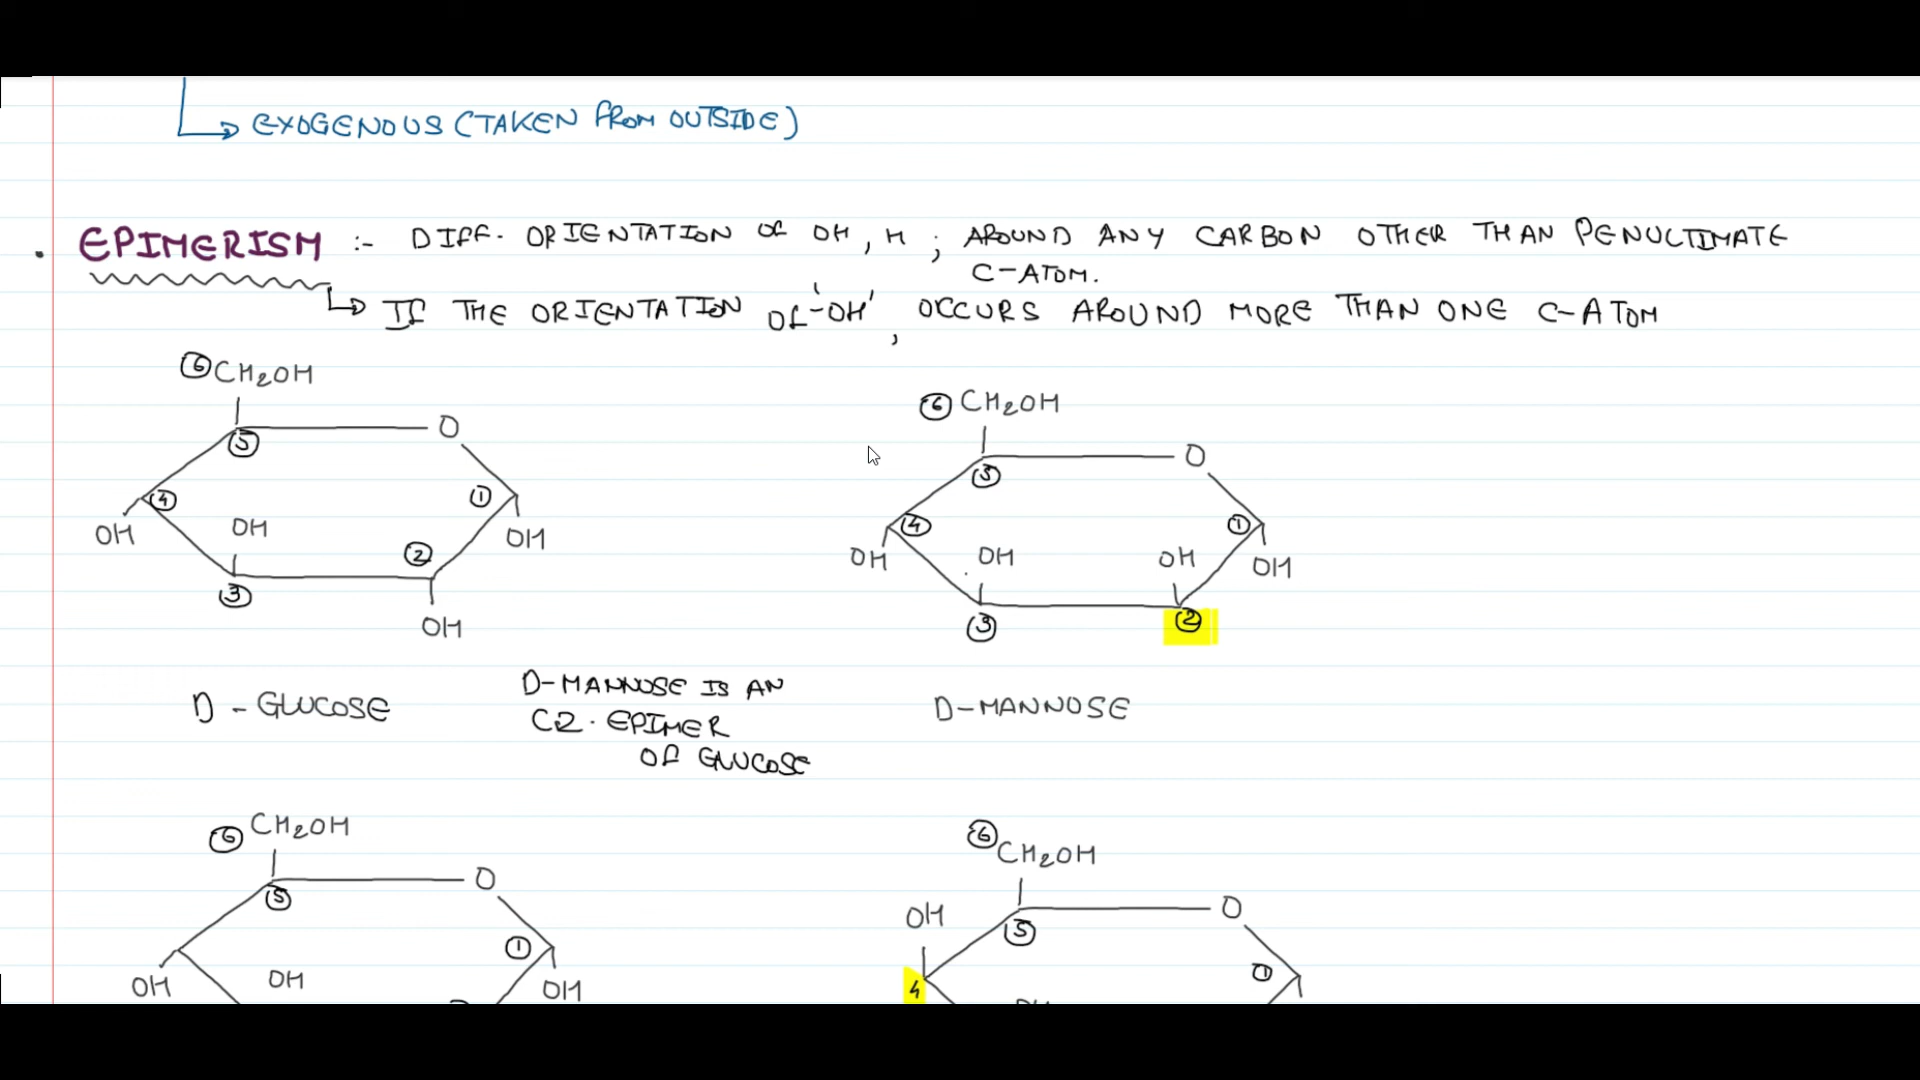 EXOGENOUS (TAKEN FROM OUTSIDE)
• EPIMERISM :- DIFF. ORIENTATION OF OH, H ; AROUND ANY CARBON OTHER THAN PENULTIMATE
C-ATOM.
IF THE ORIENTATION OF '-OH', OCCURS AROUND MORE THAN ONE C-ATOM
6 CH2OH
5
O
4
1
OH
OH
2
OH
3
OH
6 CH2OH
5
O
4
1
OH
OH
OH
OH
3
2
D-GLUCOSE
D-MANNOSE IS AN
C2. EPIMER
OF GLUCOSE
D-MANNOSE
6 CH2OH
5
O
1
OH
OH
OH
6 CH2OH
OH
5
O
4
1